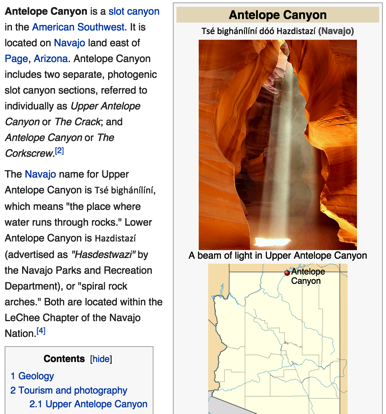 Antelope Canyon is a slot canyon
in the American Southwest. It is
located on Navajo land east of
Page, Arizona. Antelope Canyon
includes two separate, photogenic
slot canyon sections, referred to
individually as Upper Antelope
Canyon or The Crack; and
Antelope Canyon or The
Corkscrew.[2]
The Navajo name for Upper
Antelope Canyon is Tsé bighánílíní,
which means "the place where
water runs through rocks." Lower
Antelope Canyon is Hazdistazí
(advertised as "Hasdestwazi" by
the Navajo Parks and Recreation
Department), or "spiral rock
arches." Both are located within the
LeChee Chapter of the Navajo
Nation.[4]
Contents [hide]
1 Geology
2 Tourism and photography
2.1 Upper Antelope Canyon
Antelope Canyon
Tsé bighánílíní dóó Hazdistazí (Navajo)
A beam of light in Upper Antelope Canyon
Antelope
Canyon